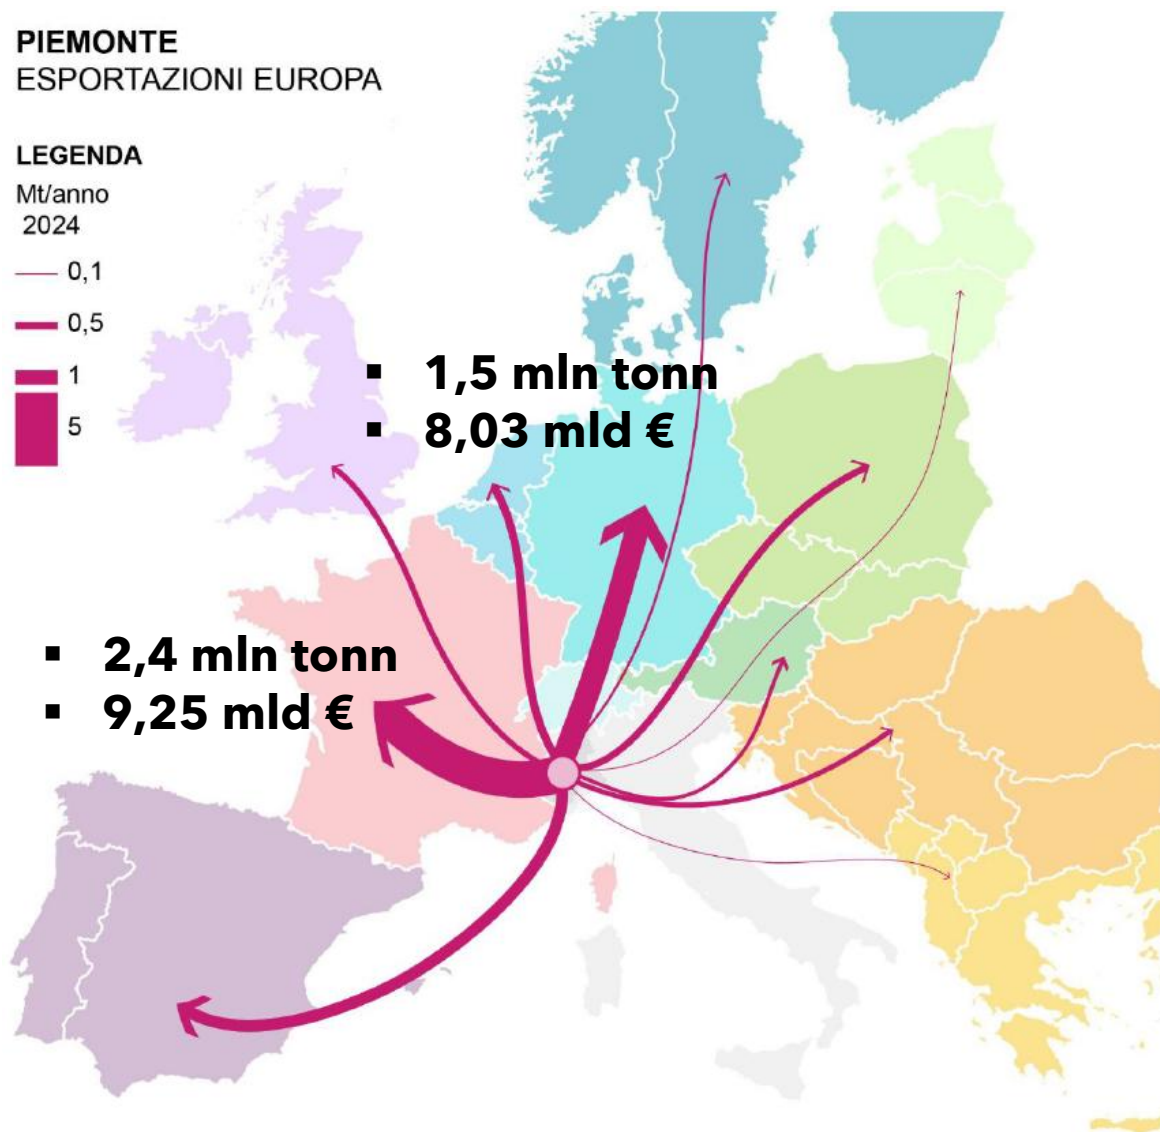 PIEMONTE
ESPORTAZIONI EUROPA
LEGENDA
Mt/anno
2024
0,1
0,5
1
5
▪ 1,5 mln tonn
▪ 8,03 mld €
▪ 2,4 mln tonn
▪ 9,25 mld €